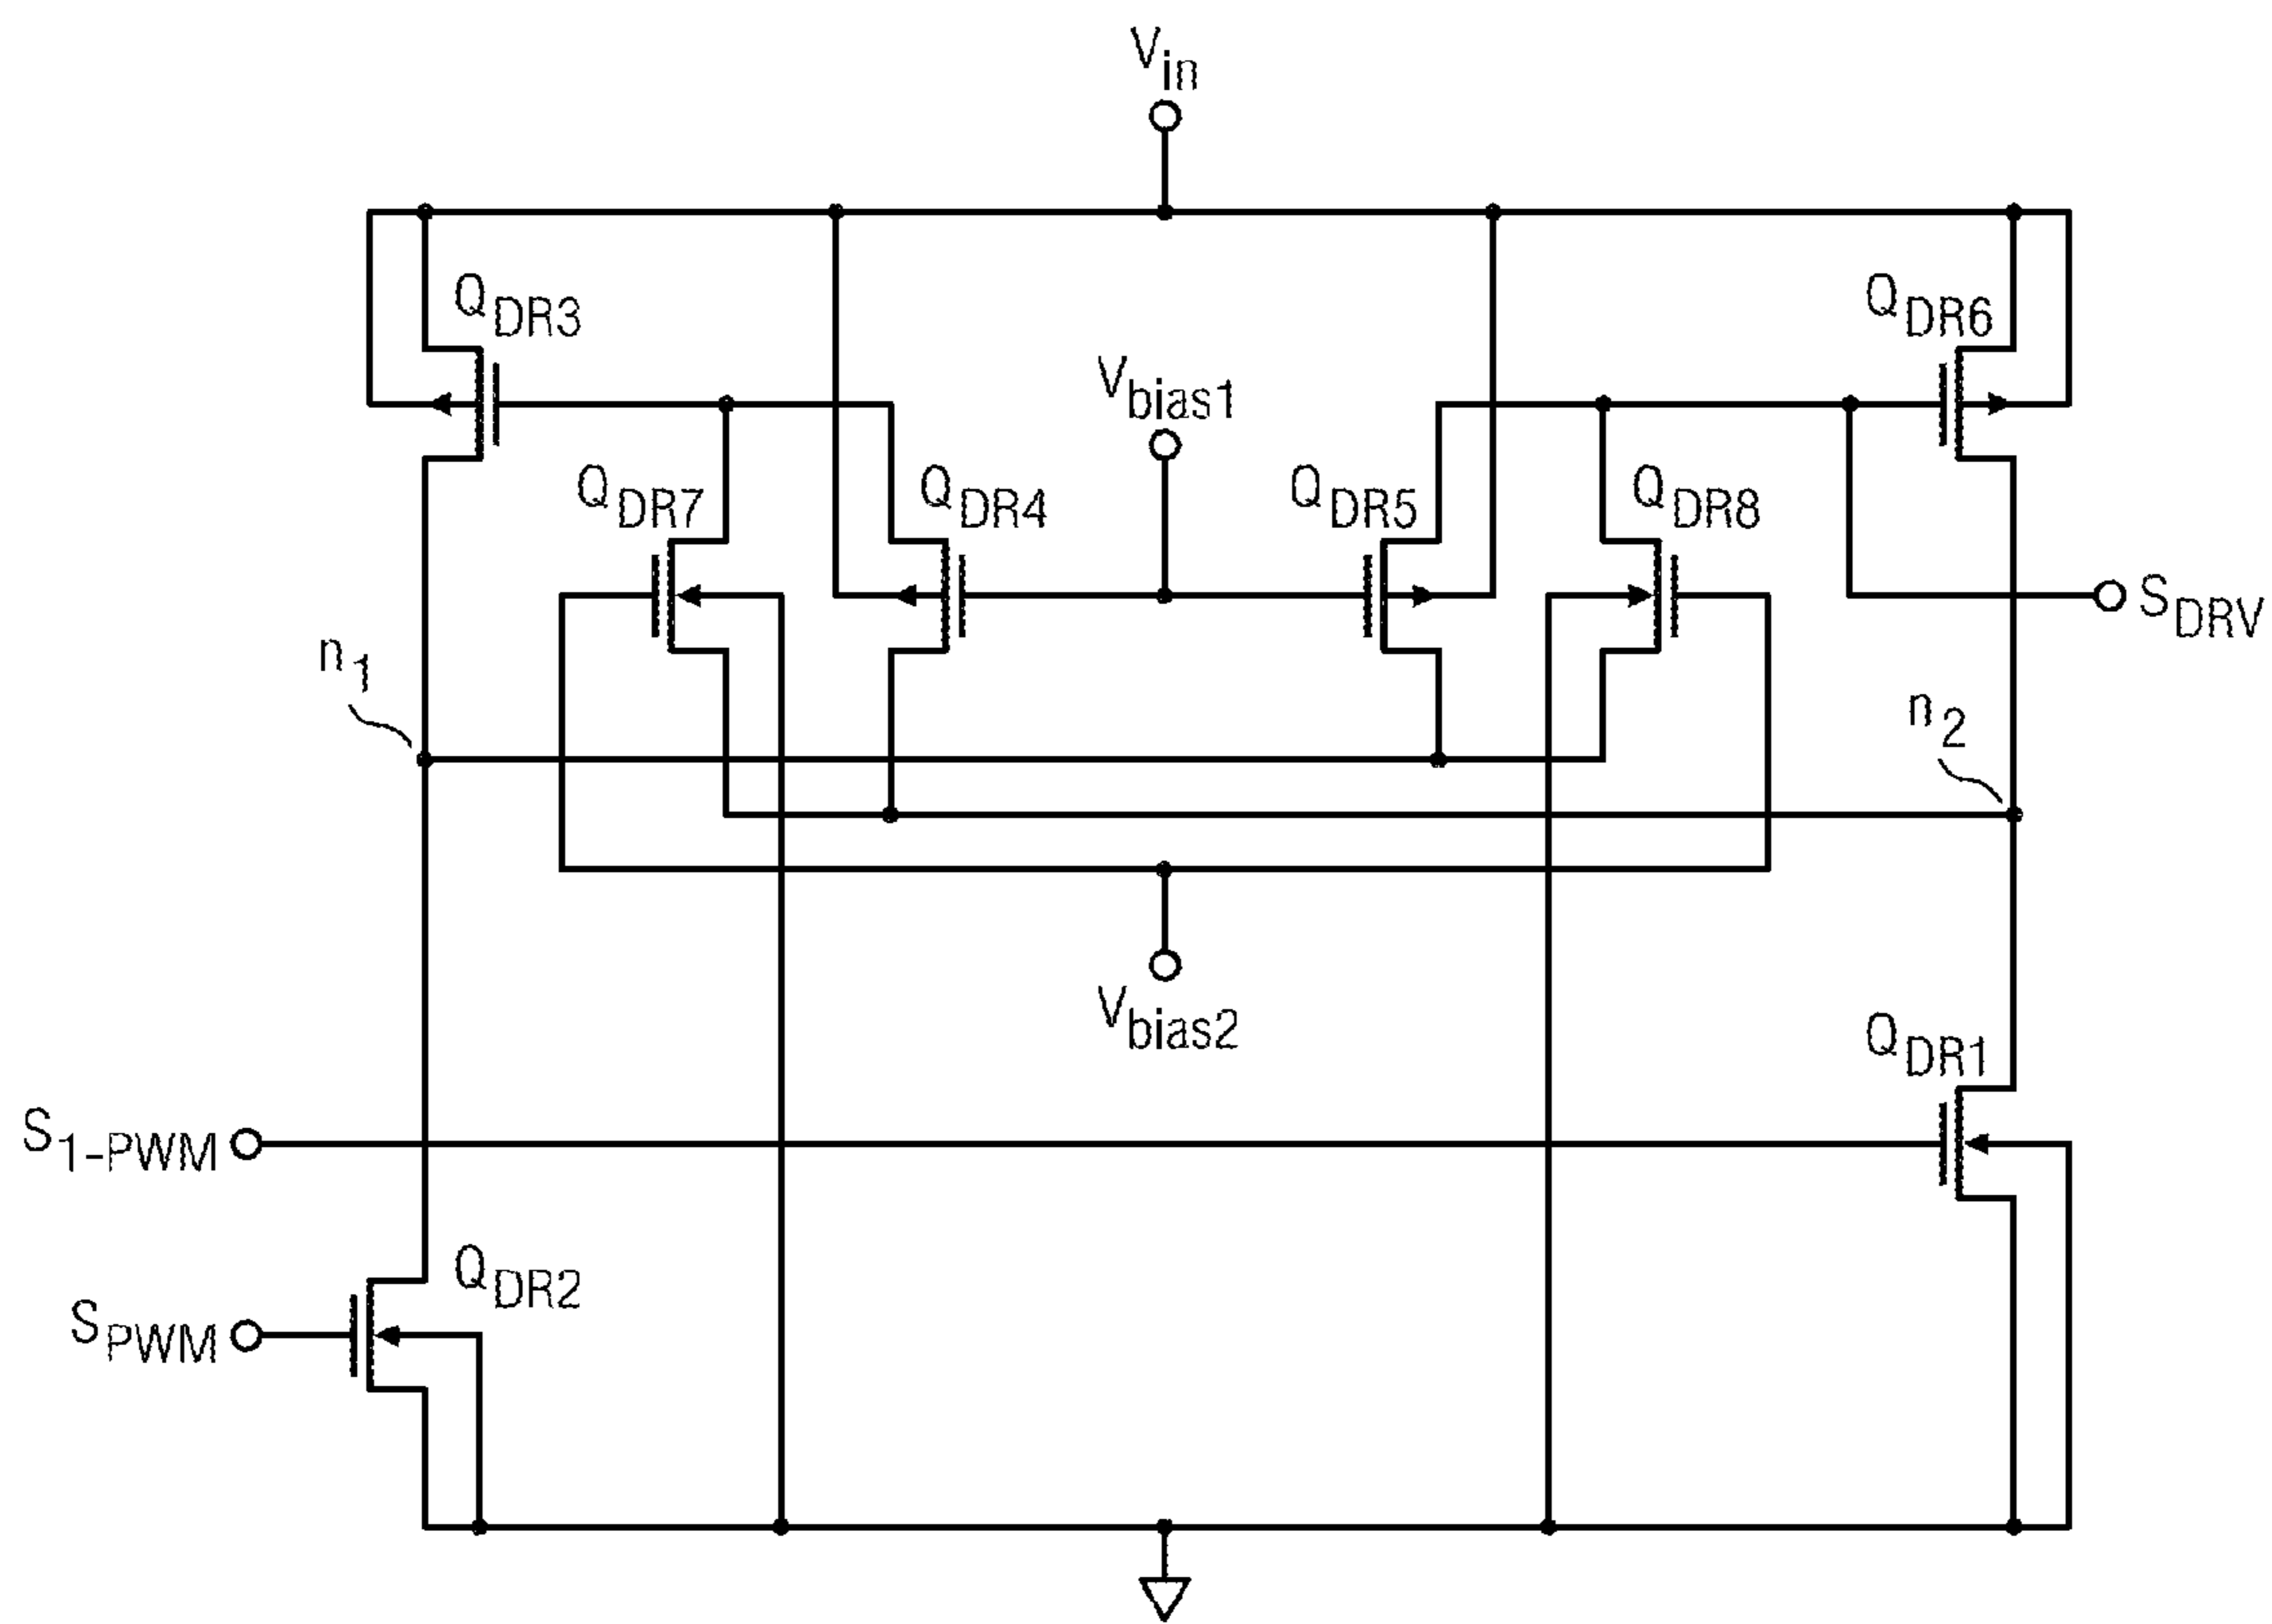 Vin
QDR3
QDR6
Vbias1
QDR7
QDR4
QDR5
QDR8
SDRV
n1
n2
Vbias2
QDR1
S1-PWM
QDR2
SPWM